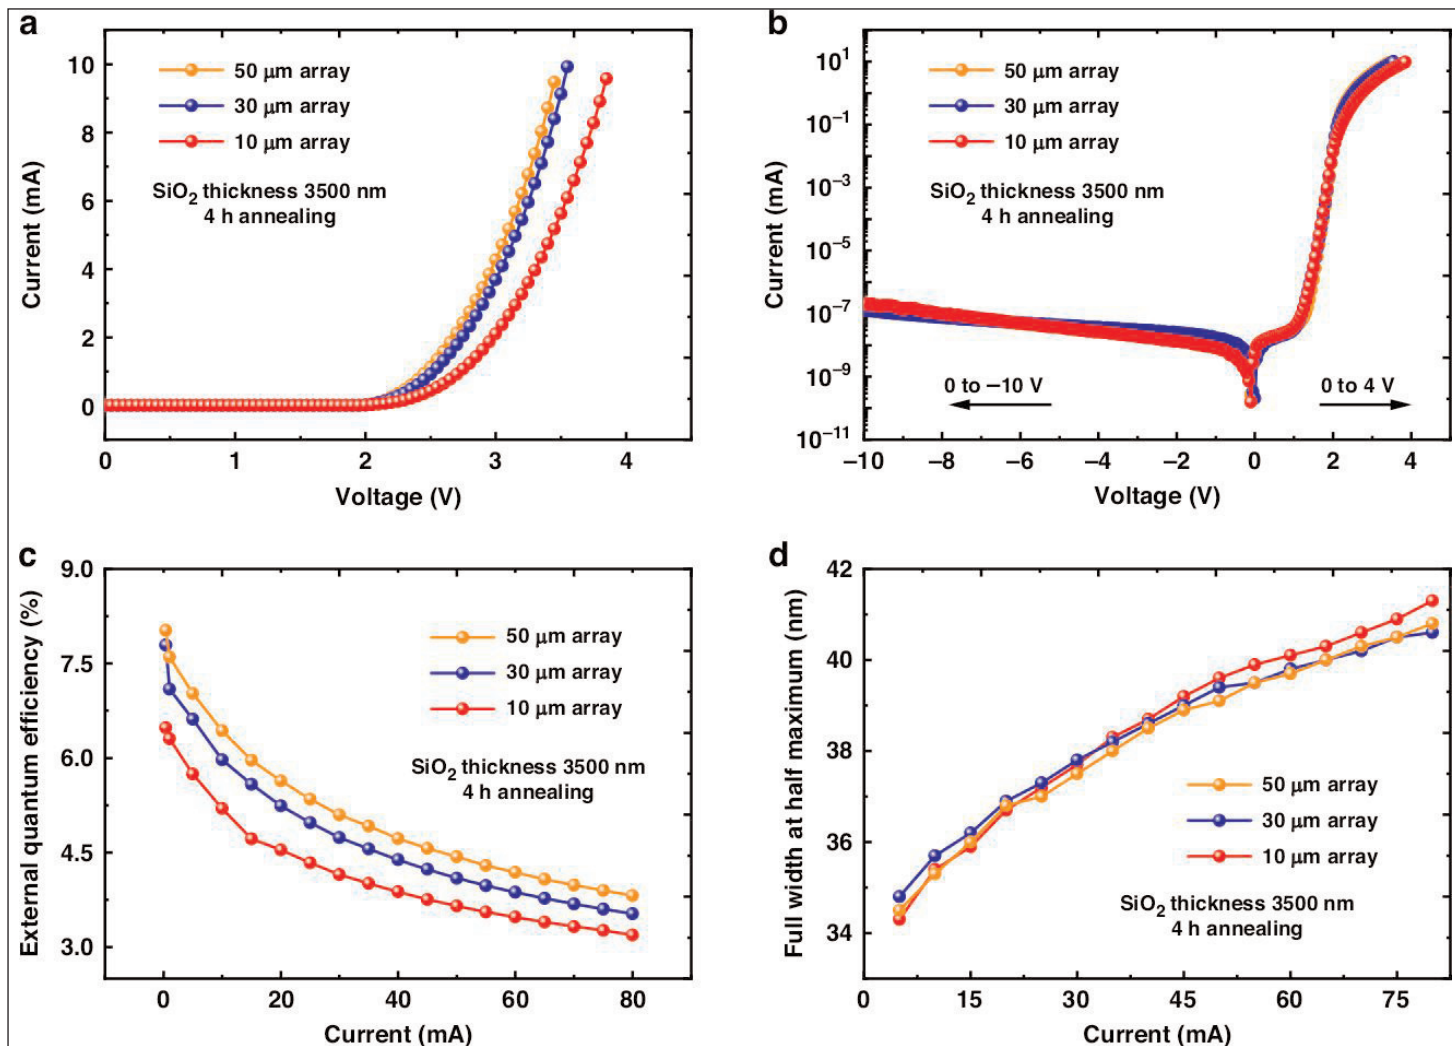 a
10
8
6
4
2
0
Current (mA)
50 μm array
30 μm array
10 μm array
SiO2 thickness 3500 nm
4 h annealing
0
1
2
3
4
Voltage (V)
b
10^1
10^−1
10^−3
10^−5
10^−7
10^−9
10^−11
Current (mA)
50 μm array
30 μm array
10 μm array
SiO2 thickness 3500 nm
4 h annealing
0 to −10 V
0 to 4 V
−10
−8
−6
−4
−2
0
2
4
Voltage (V)
c
9.0
7.5
6.0
4.5
3.0
External quantum efficiency (%)
50 μm array
30 μm array
10 μm array
SiO2 thickness 3500 nm
4 h annealing
0
20
40
60
80
Current (mA)
d
42
40
38
36
34
Full width at half maximum (nm)
50 μm array
30 μm array
10 μm array
SiO2 thickness 3500 nm
4 h annealing
0
15
30
45
60
75
Current (mA)